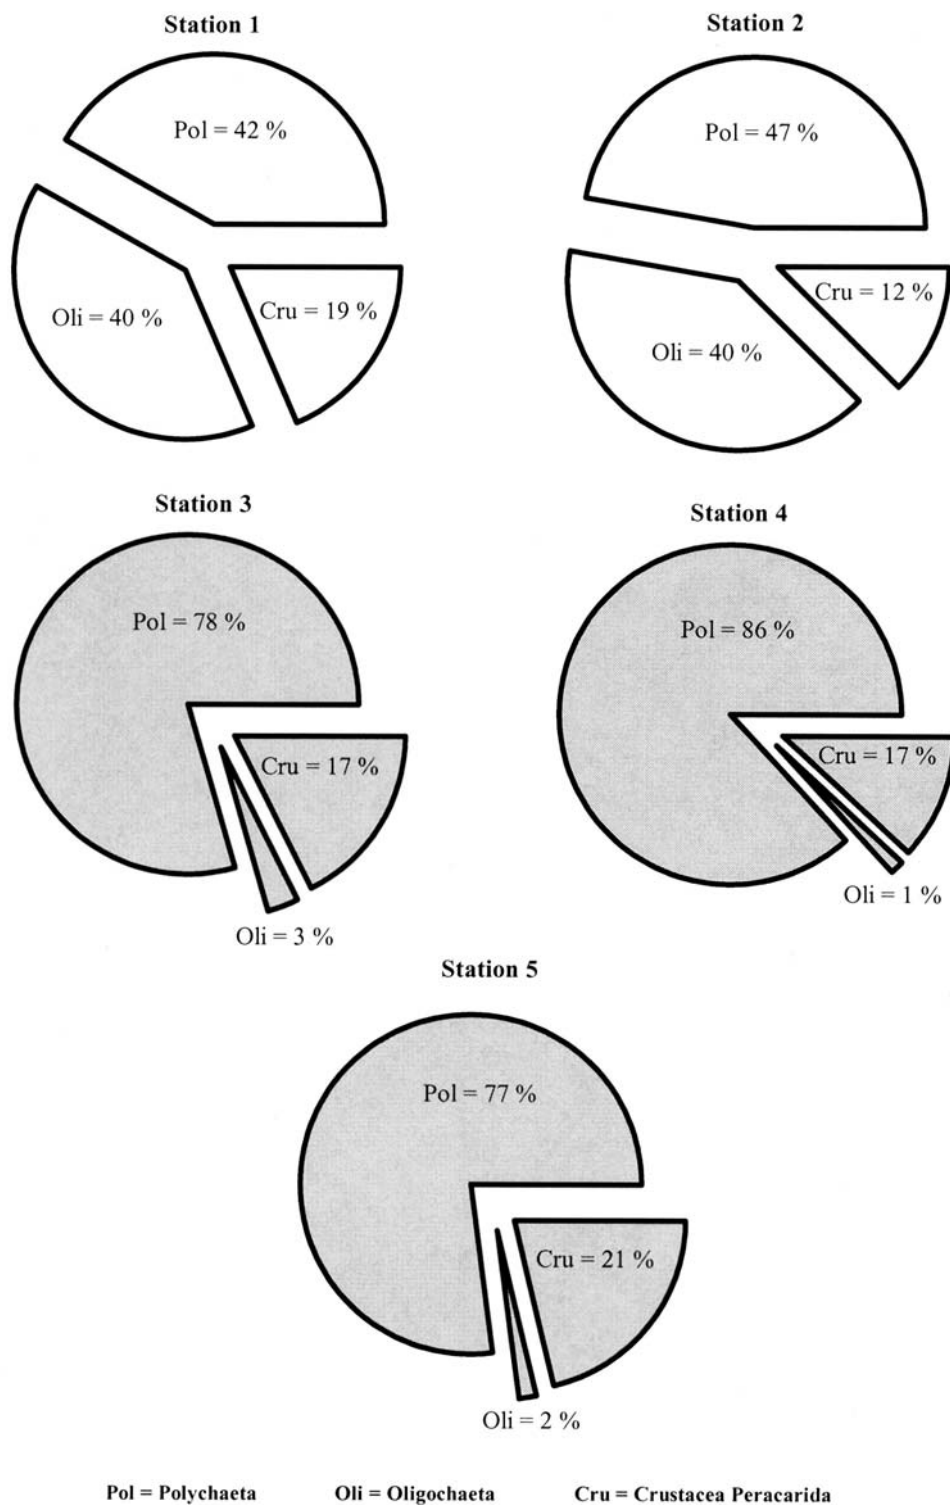 Station 1
Station 2
Pol = 42 %
Pol = 47 %
Oli = 40 %
Cru = 19 %
Oli = 40 %
Cru = 12 %
Station 3
Station 4
Pol = 78 %
Pol = 86 %
Cru = 17 %
Cru = 17 %
Oli = 3 %
Oli = 1 %
Station 5
Pol = 77 %
Cru = 21 %
Oli = 2 %
Pol = Polychaeta Oli = Oligochaeta Cru = Crustacea Peracarida